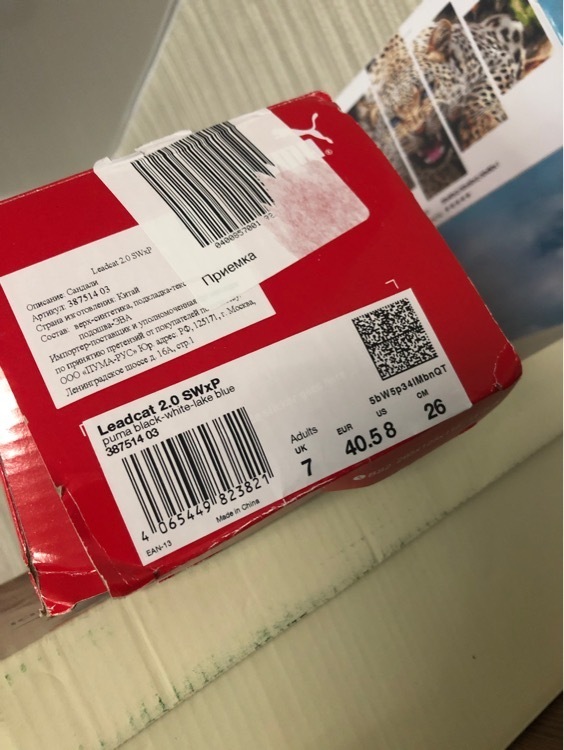 0400057001
Приемка
Leadcat 2.0 SWxP
Описание: Сандали
Артикул: 387514 03
Страна изготовления: Китай
Состав: верх-синтетика, подкладка-текс
подошва-ЭВА
Импортер-поставщик и уполномоченная
по принятию претензий от покупателей
ООО «ПУМА-РУС» Юр. адрес: РФ, 125171, г. Москва,
Ленинградское шоссе д. 16А, стр.1
Leadcat 2.0 SWxP
puma black-white-lake blue
387514 03
4 065449 823821
EAN-13
Made in China
Adults
UK EUR US CM
7 40.5 8 26
5bW5p34lMbnQT